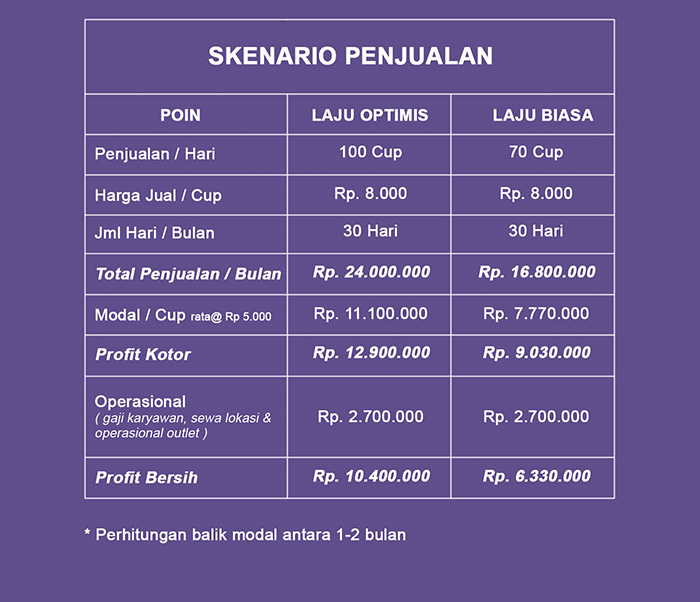 SKENARIO PENJUALAN
POIN LAJU OPTIMIS LAJU BIASA
Penjualan / Hari 100 Cup 70 Cup
Harga Jual / Cup Rp. 8.000 Rp. 8.000
Jml Hari / Bulan 30 Hari 30 Hari
Total Penjualan / Bulan Rp. 24.000.000 Rp. 16.800.000
Modal / Cup rata@ Rp 5.000 Rp. 11.100.000 Rp. 7.770.000
Profit Kotor Rp. 12.900.000 Rp. 9.030.000
Operasional
( gaji karyawan, sewa lokasi &
operasional outlet ) Rp. 2.700.000 Rp. 2.700.000
Profit Bersih Rp. 10.400.000 Rp. 6.330.000
* Perhitungan balik modal antara 1-2 bulan